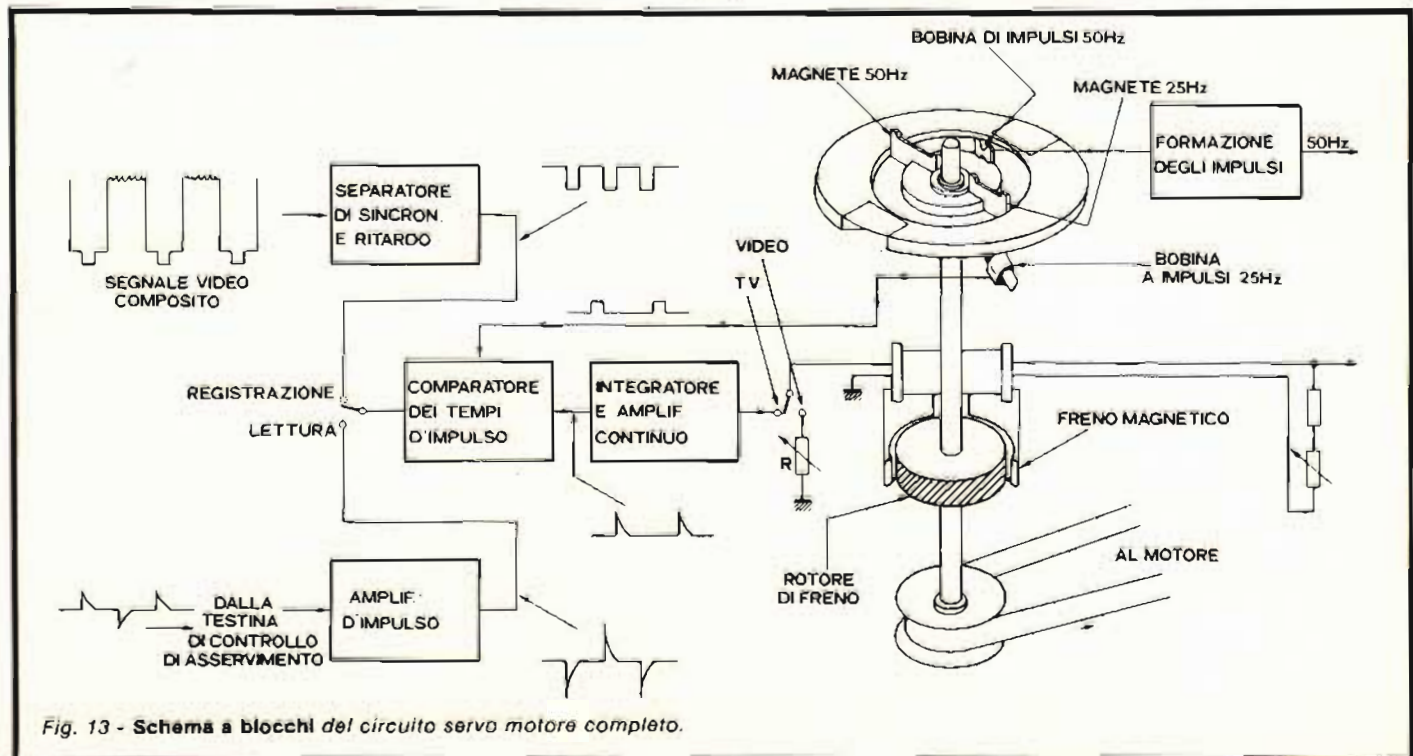 BOBINA DI IMPULSI 50Hz
MAGNETE 50Hz
MAGNETE 25Hz
FORMAZIONE
DEGLI IMPULSI
50Hz
SEPARATORE
DI SINCRON.
E RITARDO
SEGNALE VIDEO
COMPOSITO
VIDEO
TV
BOBINA
A IMPULSI 25Hz
REGISTRAZIONE
LETTURA
COMPARATORE
DEI TEMPI
D'IMPULSO
INTEGRATORE
E AMPLIF.
CONTINUO
R
FRENO MAGNETICO
ROTORE
DI FRENO
AL MOTORE
DALLA
TESTINA
DI CONTROLLO
DI ASSERVIMENTO
AMPLIF.
D'IMPULSO
Fig. 13 - Schema a blocchi del circuito servo motore completo.